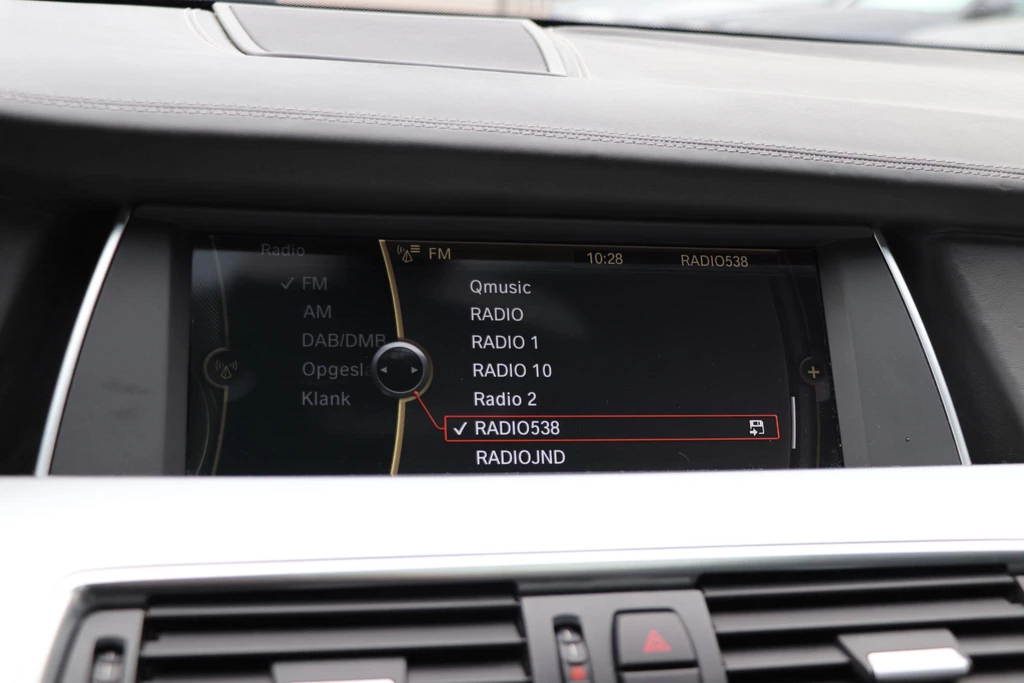 Radio
FM
AM
DAB/DMB
Klank
FM 10:28 RADIO538
Qmusic
RADIO
RADIO 1
RADIO 10
Radio 2
RADIO538
RADIOJND